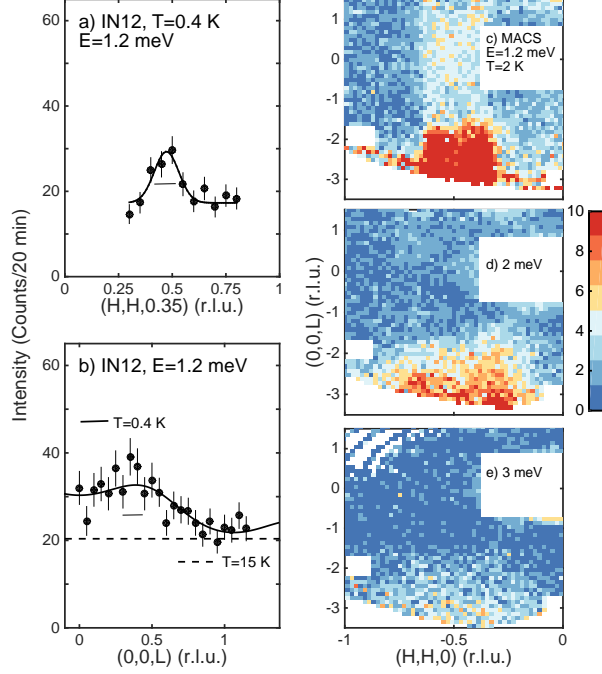 a) IN12, T=0.4 K
E=1.2 meV
60
40
20
0
0
0.25
0.5
0.75
1
(H,H,0.35) (r.l.u.)
Intensity (Counts/20 min)
b) IN12, E=1.2 meV
T=0.4 K
T=15 K
60
40
20
0
0
0.5
1
(0,0,L) (r.l.u.)
c) MACS
E=1.2 meV
T=2 K
1
0
-1
-2
-3
d) 2 meV
1
0
-1
-2
-3
(0,0,L) (r.l.u.)
e) 3 meV
1
0
-1
-2
-3
-1
-0.5
0
(H,H,0) (r.l.u.)
10
8
6
4
2
0